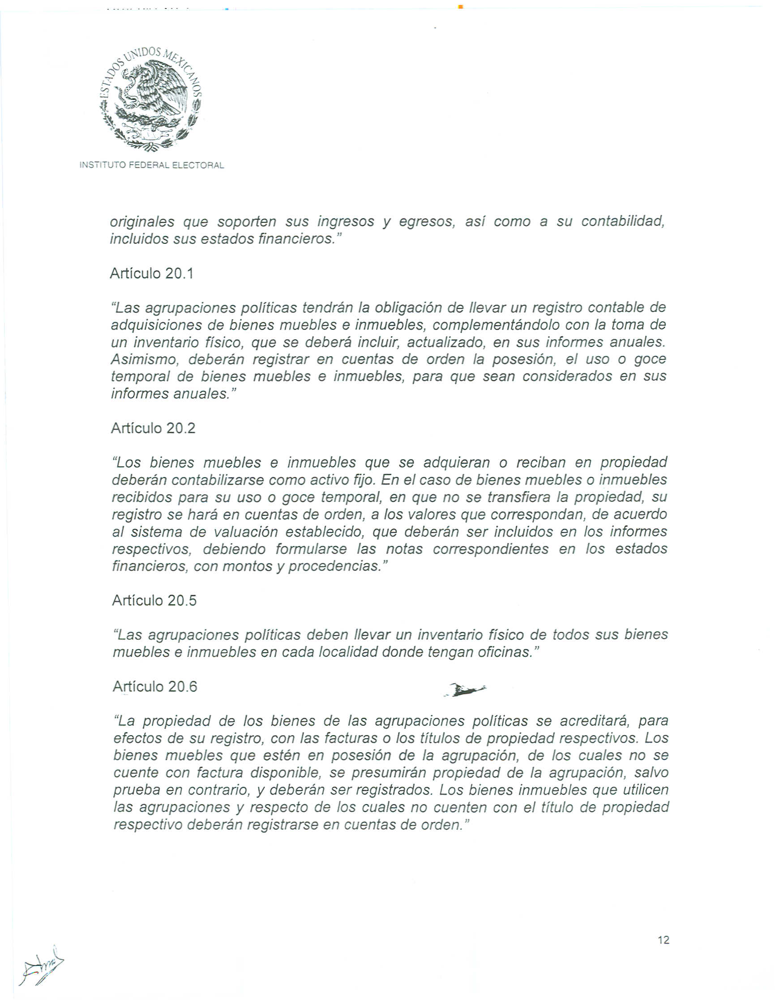 ESTADOS UNIDOS MEXICANOS
INSTITUTO FEDERAL ELECTORAL
originales que soporten sus ingresos y egresos, así como a su contabilidad,
incluidos sus estados financieros."
Artículo 20.1
“Las agrupaciones políticas tendrán la obligación de llevar un registro contable de
adquisiciones de bienes muebles e inmuebles, complementándolo con la toma de
un inventario físico, que se deberá incluir, actualizado, en sus informes anuales.
Asimismo, deberán registrar en cuentas de orden la posesión, el uso o goce
temporal de bienes muebles e inmuebles, para que sean considerados en sus
informes anuales.”
Artículo 20.2
“Los bienes muebles e inmuebles que se adquieran o reciban en propiedad
deberán contabilizarse como activo fijo. En el caso de bienes muebles o inmuebles
recibidos para su uso o goce temporal, en que no se transfiera la propiedad, su
registro se hará en cuentas de orden, a los valores que correspondan, de acuerdo
al sistema de valuación establecido, que deberán ser incluidos en los informes
respectivos, debiendo formularse las notas correspondientes en los estados
financieros, con montos y procedencias.”
Artículo 20.5
“Las agrupaciones políticas deben llevar un inventario físico de todos sus bienes
muebles e inmuebles en cada localidad donde tengan oficinas.”
Artículo 20.6
“La propiedad de los bienes de las agrupaciones políticas se acreditará, para
efectos de su registro, con las facturas o los títulos de propiedad respectivos. Los
bienes muebles que estén en posesión de la agrupación, de los cuales no se
cuente con factura disponible, se presumirán propiedad de la agrupación, salvo
prueba en contrario, y deberán ser registrados. Los bienes inmuebles que utilicen
las agrupaciones y respecto de los cuales no cuenten con el título de propiedad
respectivo deberán registrarse en cuentas de orden.”
12